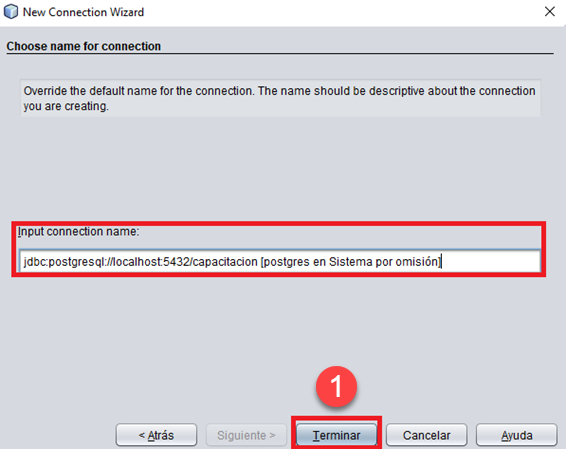 New Connection Wizard
Choose name for connection
Override the default name for the connection. The name should be descriptive about the connection
you are creating.
Input connection name:
jdbc:postgresql://localhost:5432/capacitacion [postgres en Sistema por omisión]
1
< Atrás Siguiente > Terminar Cancelar Ayuda